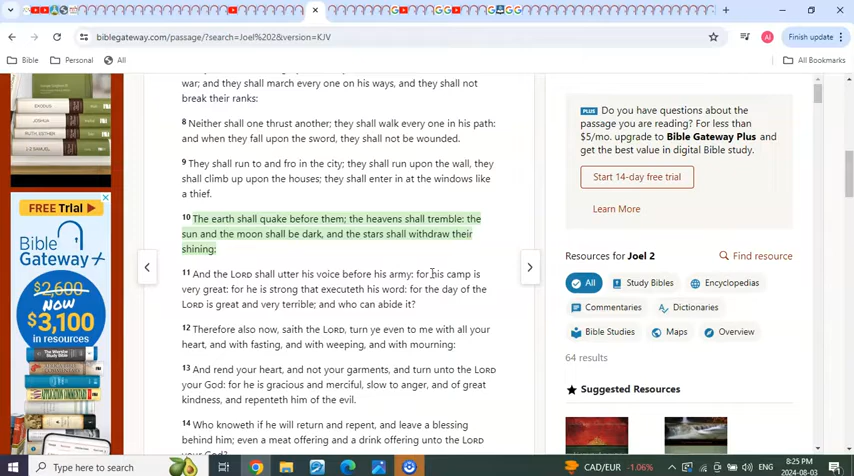 biblegateway.com/passage/?search=Joel%202&version=KJV
Finish update
Bible
Personal
All
All Bookmarks
war; and they shall march every one on his ways, and they shall not
break their ranks:
8 Neither shall one thrust another; they shall walk every one in his path:
and when they fall upon the sword, they shall not be wounded.
9 They shall run to and fro in the city; they shall run upon the wall, they
shall climb up upon the houses; they shall enter in at the windows like
a thief.
10 The earth shall quake before them; the heavens shall tremble: the
sun and the moon shall be dark, and the stars shall withdraw their
shining:
11 And the LORD shall utter his voice before his army: for his camp is
very great: for he is strong that executeth his word: for the day of the
LORD is great and very terrible; and who can abide it?
12 Therefore also now, saith the LORD, turn ye even to me with all your
heart, and with fasting, and with weeping, and with mourning:
13 And rend your heart, and not your garments, and turn unto the LORD
your God: for he is gracious and merciful, slow to anger, and of great
kindness, and repenteth him of the evil.
14 Who knoweth if he will return and repent, and leave a blessing
behind him; even a meat offering and a drink offering unto the LORD
your God?
EXODUS
JOSHUA
RUTH, ESTHER
FREE Trial
BIBLE
GATEWAY+
$2,600
NOW
$3,100
in resources
PLUS Do you have questions about the
passage you are reading? For less than
$5/mo. upgrade to Bible Gateway Plus and
get the best value in digital Bible study.
Start 14-day free trial
Learn More
Resources for Joel 2
Find resource
All
Study Bibles
Encyclopedias
Commentaries
Dictionaries
Bible Studies
Maps
Overview
64 results
Suggested Resources
Type here to search
CAD/EUR -1.06%
ENG
8:25 PM
2024-08-03